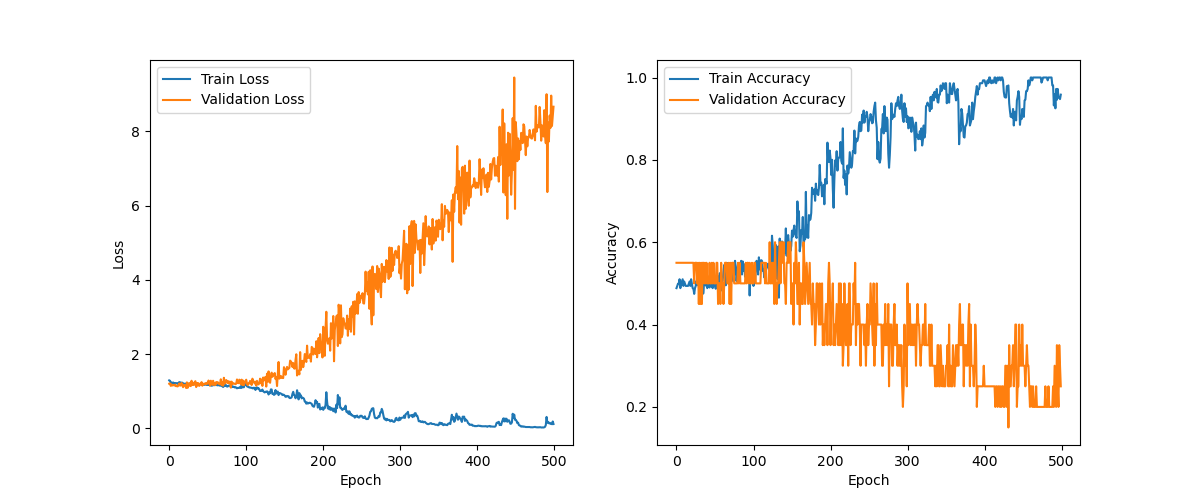 Train Loss
Validation Loss
Loss
8
6
4
2
0
0 100 200 300 400 500
Epoch
Train Accuracy
Validation Accuracy
Accuracy
1.0
0.8
0.6
0.4
0.2
0 100 200 300 400 500
Epoch